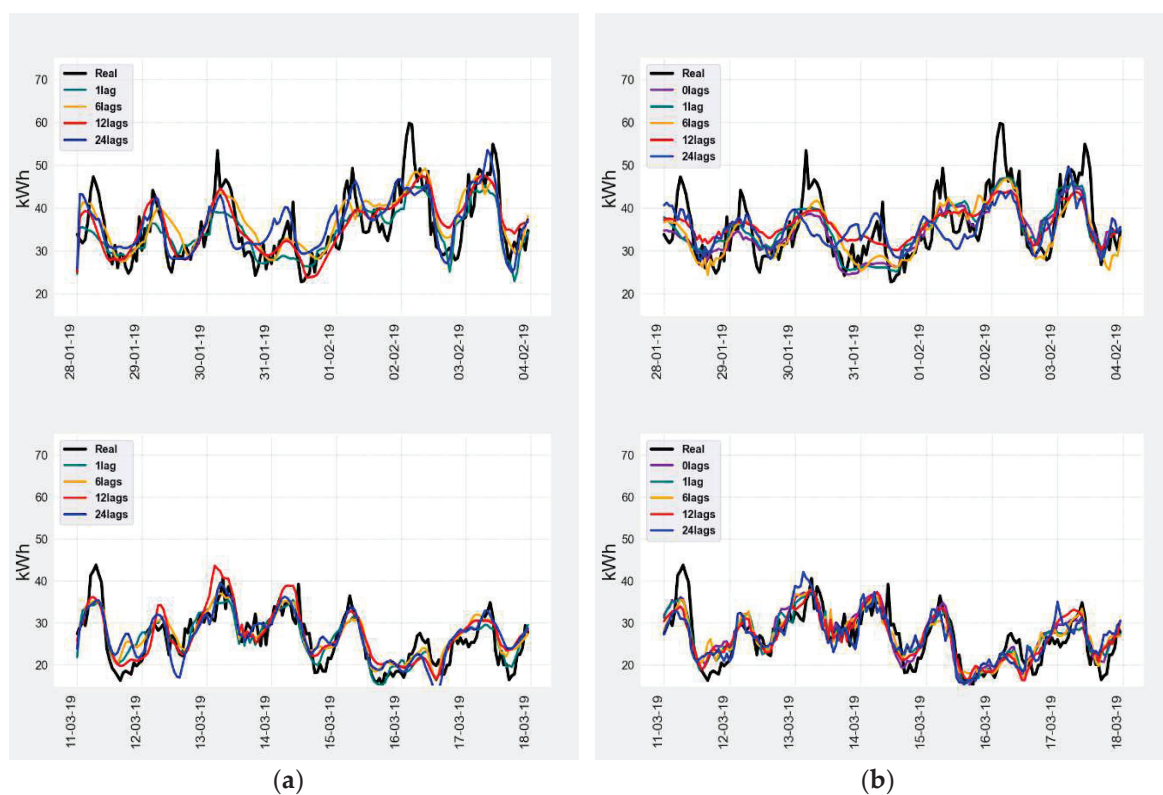 70
60
50
40
30
20
kWh
Real
1lag
6lags
12lags
24lags
28-01-19
29-01-19
30-01-19
31-01-19
01-02-19
02-02-19
03-02-19
04-02-19
70
60
50
40
30
20
kWh
Real
0lags
1lag
6lags
12lags
24lags
28-01-19
29-01-19
30-01-19
31-01-19
01-02-19
02-02-19
03-02-19
04-02-19
70
60
50
40
30
20
kWh
Real
1lag
6lags
12lags
24lags
11-03-19
12-03-19
13-03-19
14-03-19
15-03-19
16-03-19
17-03-19
18-03-19
70
60
50
40
30
20
kWh
Real
0lags
1lag
6lags
12lags
24lags
11-03-19
12-03-19
13-03-19
14-03-19
15-03-19
16-03-19
17-03-19
18-03-19
(a)
(b)